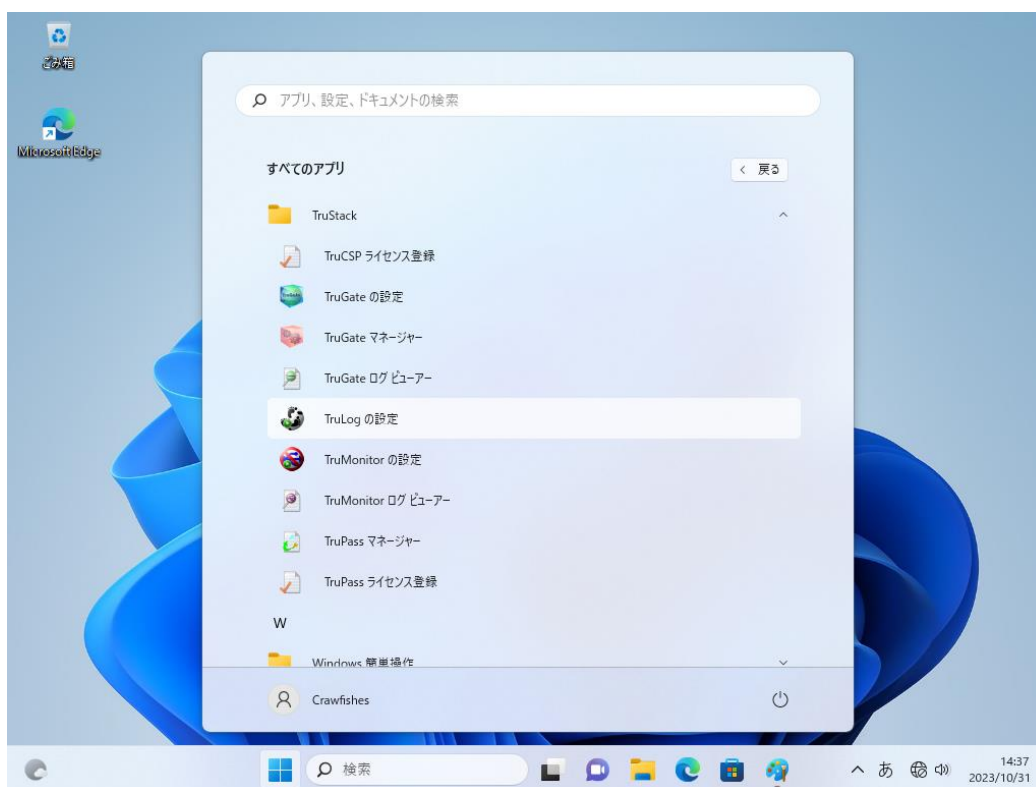 ごみ箱
Microsoft Edge
アプリ、設定、ドキュメントの検索
すべてのアプリ
戻る
TruStack
TruCSP ライセンス登録
TruGate の設定
TruGate マネージャー
TruGate ログ ビューアー
TruLog の設定
TruMonitor の設定
TruMonitor ログ ビューアー
TruPass マネージャー
TruPass ライセンス登録
W
Windows 簡単操作
Crawfishes
検索
あ
14:37
2023/10/31